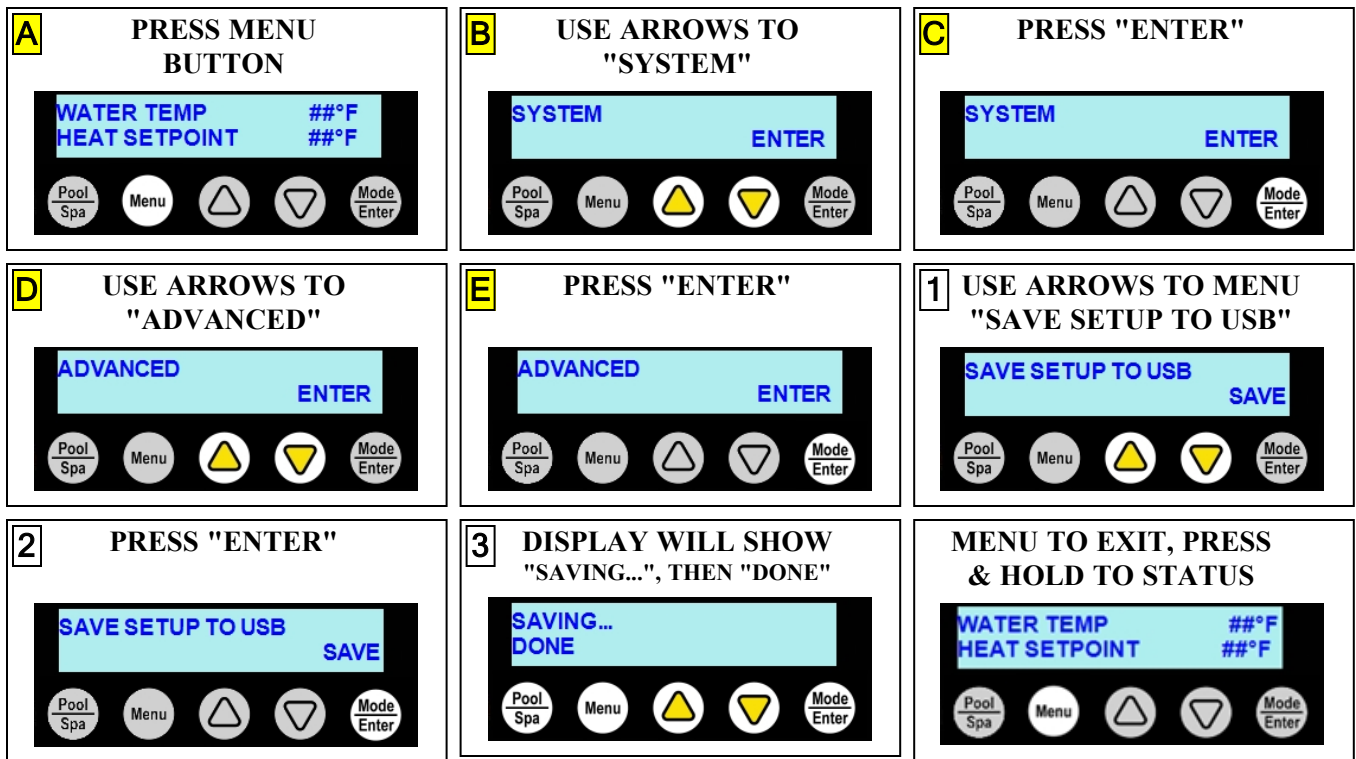 A
PRESS MENU
BUTTON
WATER TEMP ##°F
HEAT SETPOINT ##°F
Pool
Spa
Menu
Mode
Enter
B
USE ARROWS TO
"SYSTEM"
SYSTEM
ENTER
Pool
Spa
Menu
Mode
Enter
C
PRESS "ENTER"
SYSTEM
ENTER
Pool
Spa
Menu
Mode
Enter
D
USE ARROWS TO
"ADVANCED"
ADVANCED
ENTER
Pool
Spa
Menu
Mode
Enter
E
PRESS "ENTER"
ADVANCED
ENTER
Pool
Spa
Menu
Mode
Enter
1
USE ARROWS TO MENU
"SAVE SETUP TO USB"
SAVE SETUP TO USB
SAVE
Pool
Spa
Menu
Mode
Enter
2
PRESS "ENTER"
SAVE SETUP TO USB
SAVE
Pool
Spa
Menu
Mode
Enter
3
DISPLAY WILL SHOW
"SAVING...", THEN "DONE"
SAVING...
DONE
Pool
Spa
Menu
Mode
Enter
MENU TO EXIT, PRESS
& HOLD TO STATUS
WATER TEMP ##°F
HEAT SETPOINT ##°F
Pool
Spa
Menu
Mode
Enter